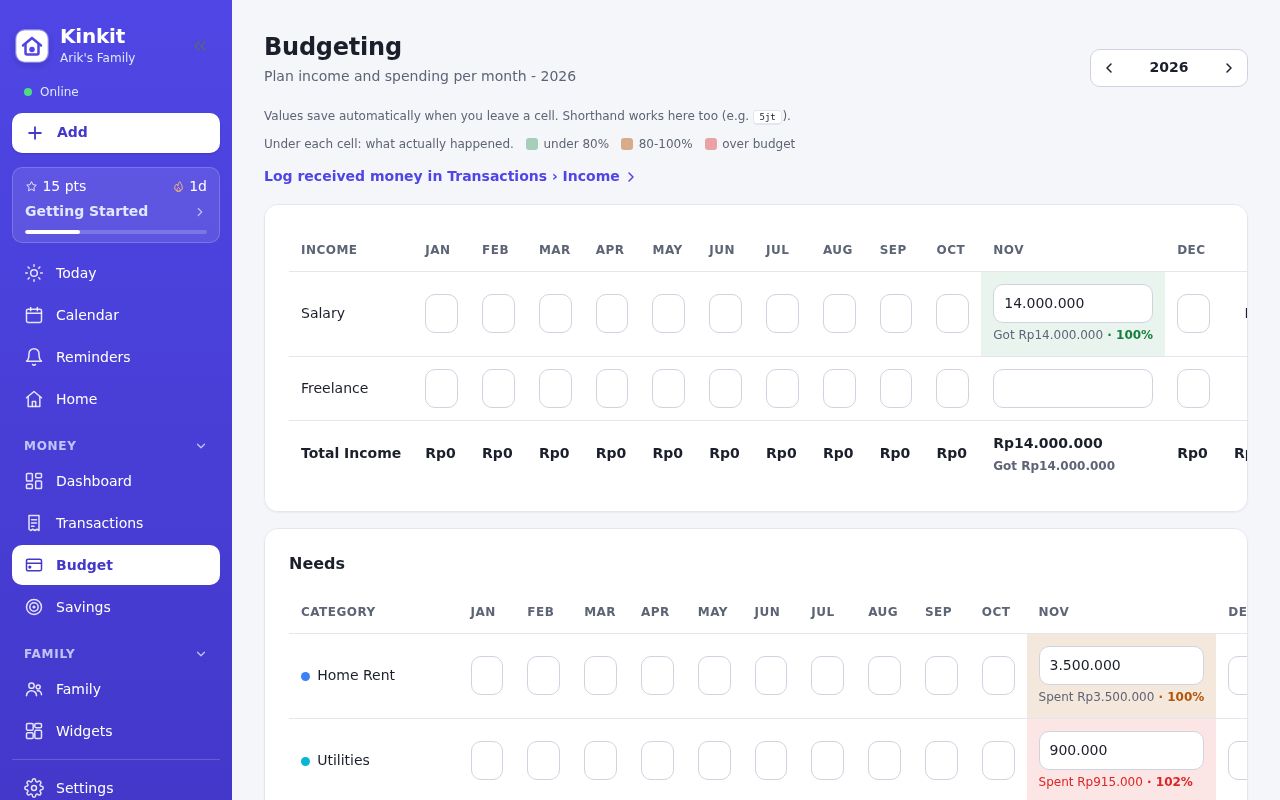 Kinkit
Arik's Family
Online
Add
15 pts
1d
Getting Started
Today
Calendar
Reminders
Home
MONEY
Dashboard
Transactions
Budget
Savings
FAMILY
Family
Widgets
Settings
Budgeting
Plan income and spending per month - 2026
2026
Values save automatically when you leave a cell. Shorthand works here too (e.g. 5jt ).
Under each cell: what actually happened. under 80% 80-100% over budget
Log received money in Transactions › Income
INCOME JAN FEB MAR APR MAY JUN JUL AUG SEP OCT NOV DEC
Salary 14.000.000
Got Rp14.000.000 · 100%
Freelance
Total Income Rp0 Rp0 Rp0 Rp0 Rp0 Rp0 Rp0 Rp0 Rp0 Rp0 Rp14.000.000 Rp0
Got Rp14.000.000
Needs
CATEGORY JAN FEB MAR APR MAY JUN JUL AUG SEP OCT NOV
Home Rent 3.500.000
Spent Rp3.500.000 · 100%
Utilities 900.000
Spent Rp915.000 · 102%